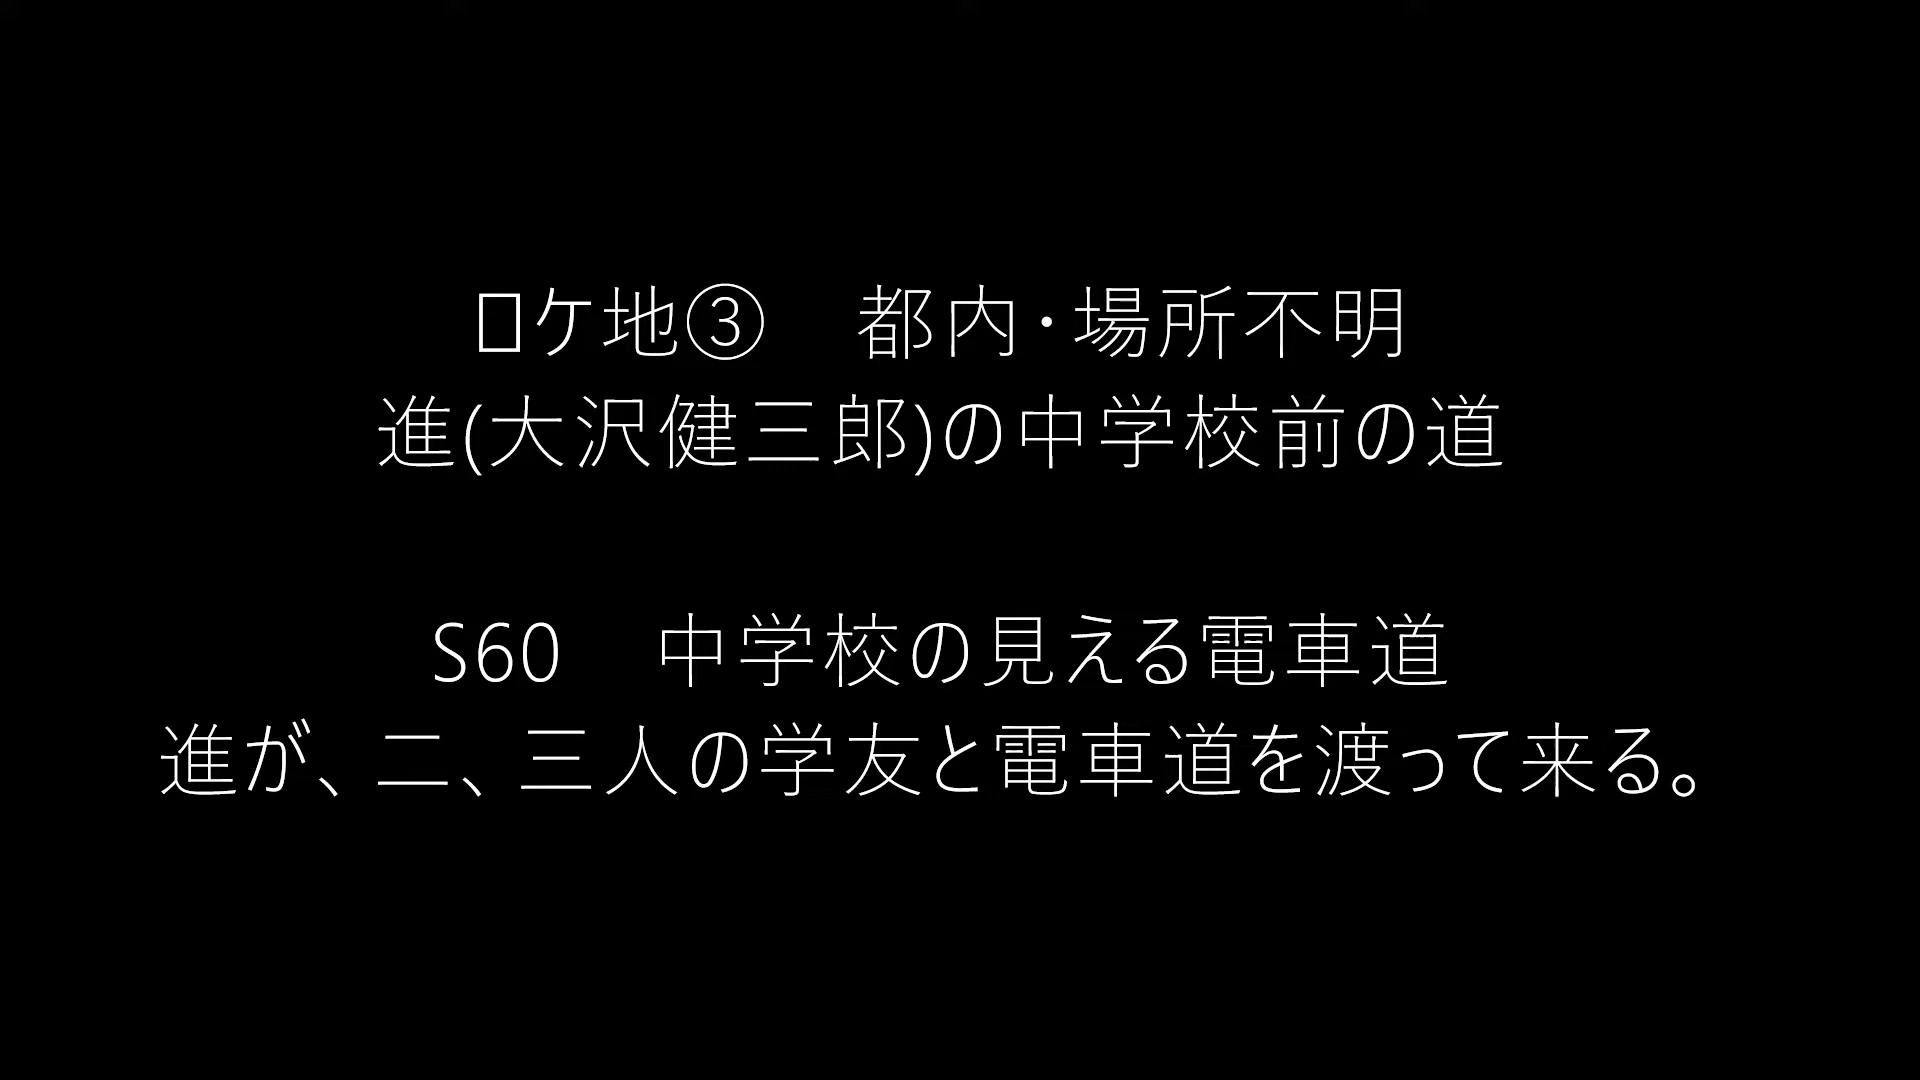 ロケ地③　都内・場所不明
進(大沢健三郎)の中学校前の道
S60　中学校の見える電車道
進が、二、三人の学友と電車道を渡って来る。